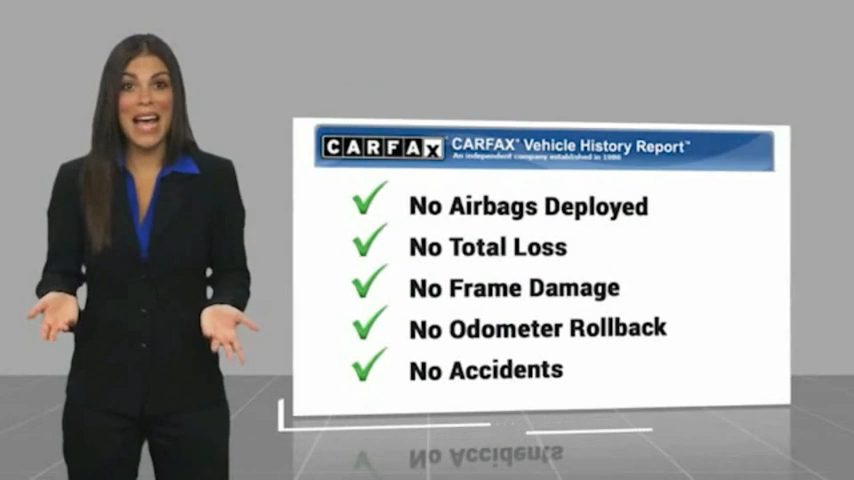 CARFAX CARFAX® Vehicle History Report™
An independent company established in 1986
No Airbags Deployed
No Total Loss
No Frame Damage
No Odometer Rollback
No Accidents
No Accidents